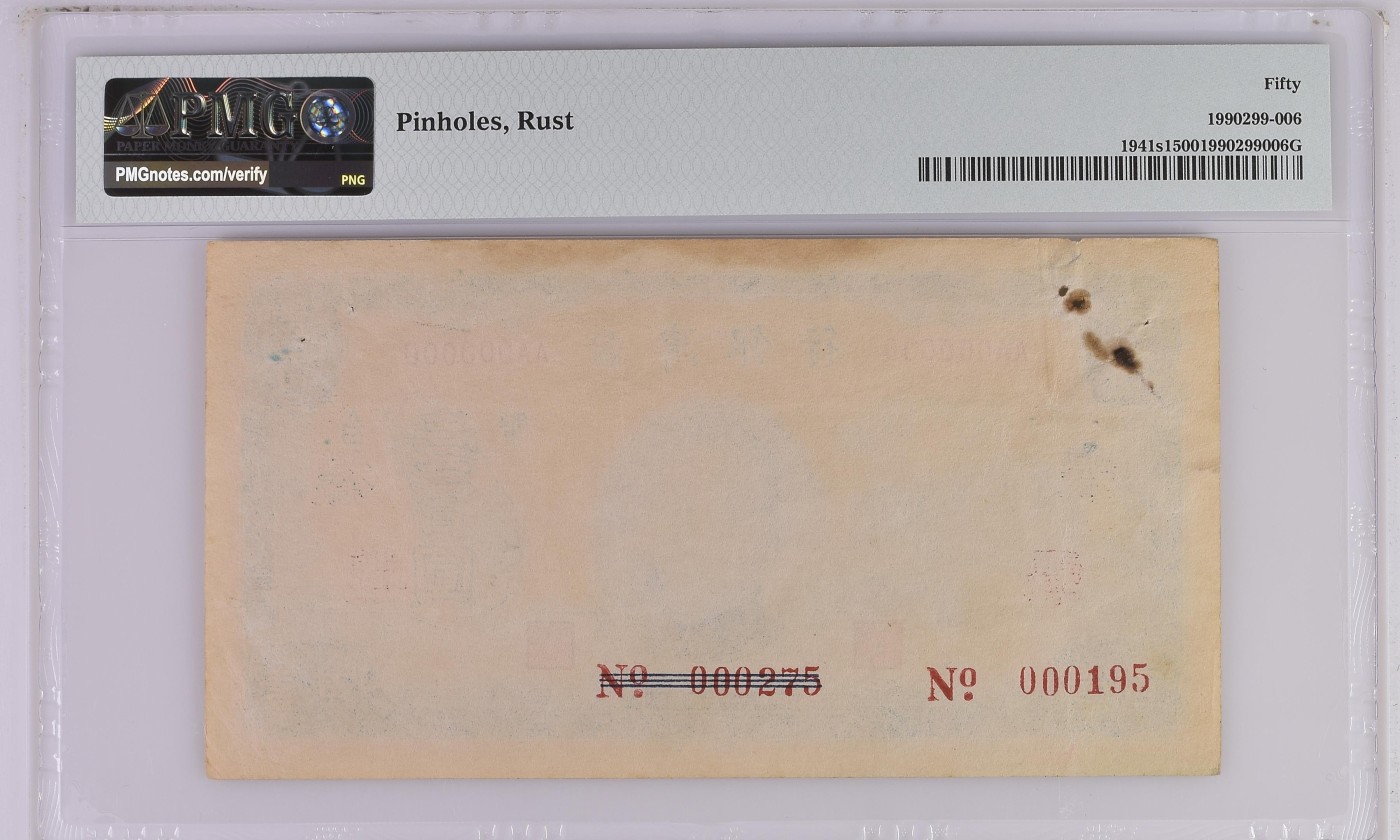 PMG
PAPER MONEY GUARANTY
PMGnotes.com/verify
PNG
Pinholes, Rust
Fifty
1990299-006
1941s15001990299006G
Nº 000275
Nº 000195